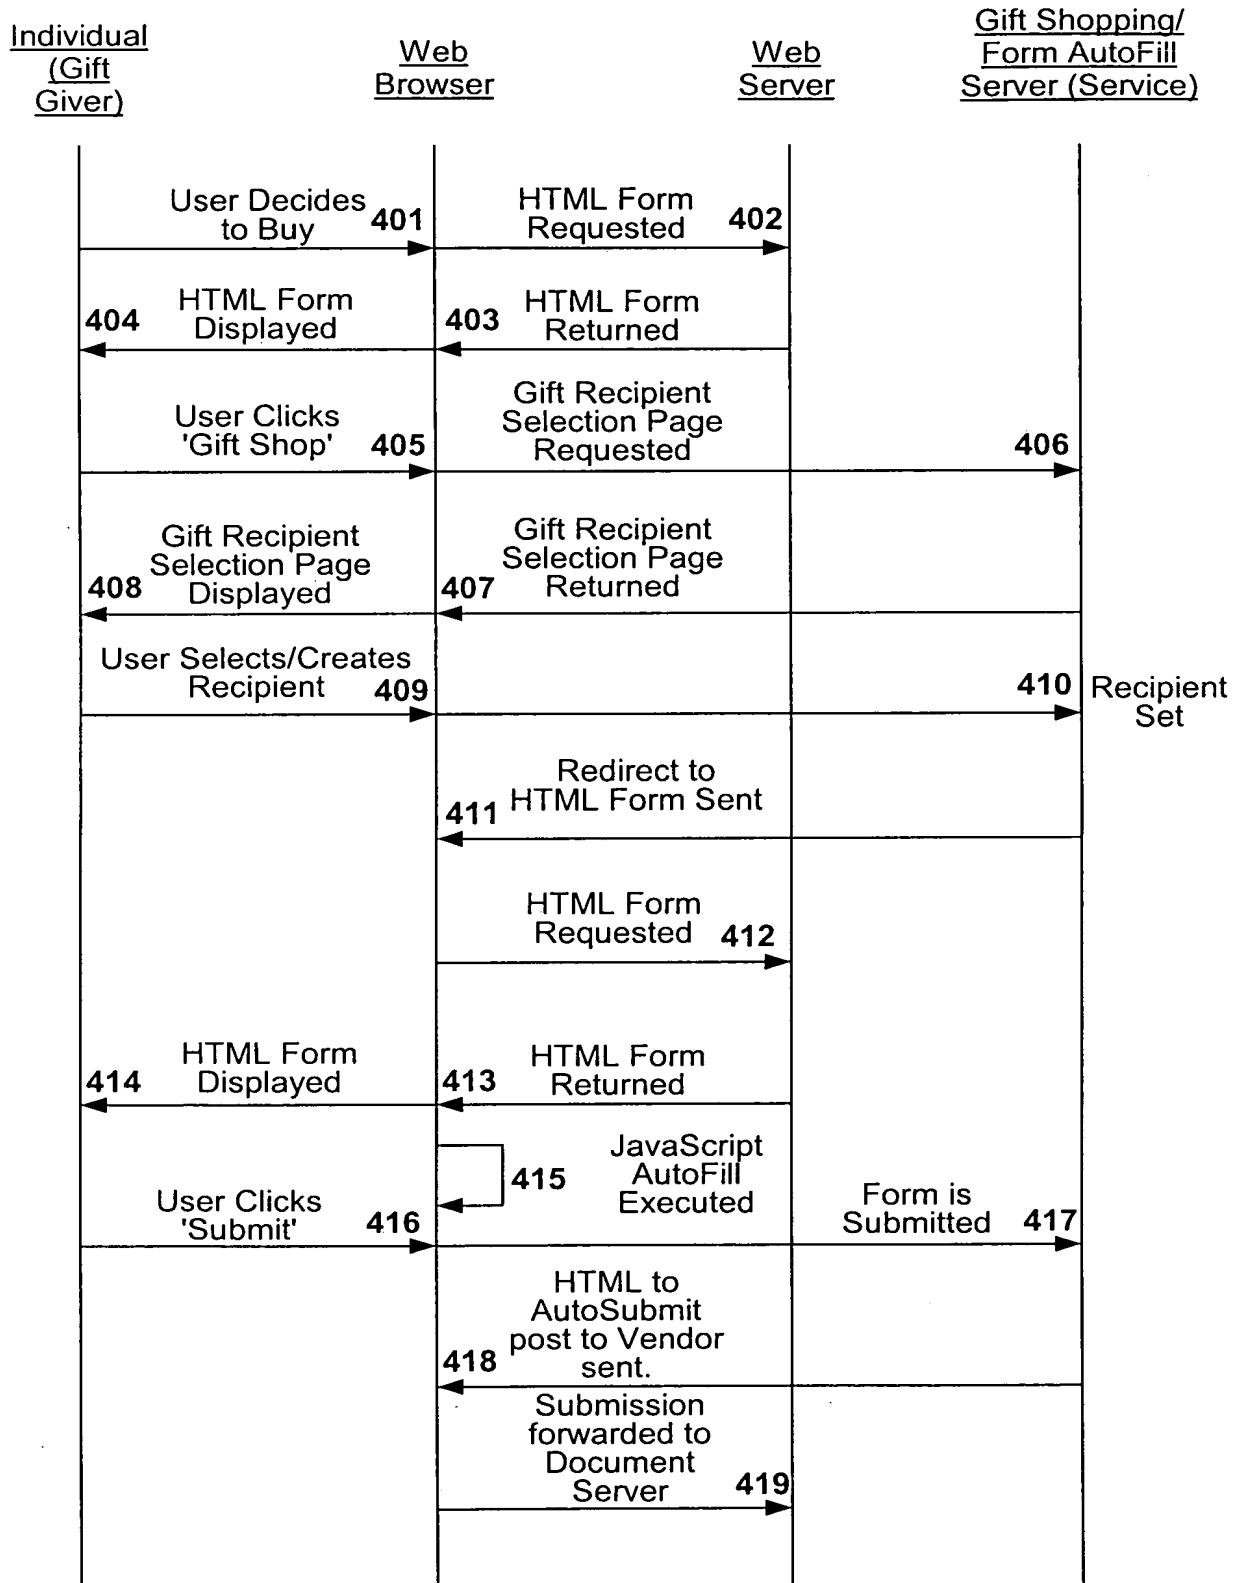 Individual
(Gift
Giver)
Web
Browser
Web
Server
Gift Shopping/
Form AutoFill
Server (Service)
User Decides
to Buy
401
HTML Form
Requested
402
404
HTML Form
Displayed
403
HTML Form
Returned
User Clicks
'Gift Shop'
405
Gift Recipient
Selection Page
Requested
406
Gift Recipient
Selection Page
Displayed
408
Gift Recipient
Selection Page
Returned
407
User Selects/Creates
Recipient
409
410
Recipient
Set
Redirect to
HTML Form Sent
411
HTML Form
Requested
412
HTML Form
Displayed
414
HTML Form
Returned
413
415
JavaScript
AutoFill
Executed
User Clicks
'Submit'
416
Form is
Submitted
417
HTML to
AutoSubmit
post to Vendor
sent.
418
Submission
forwarded to
Document
Server
419